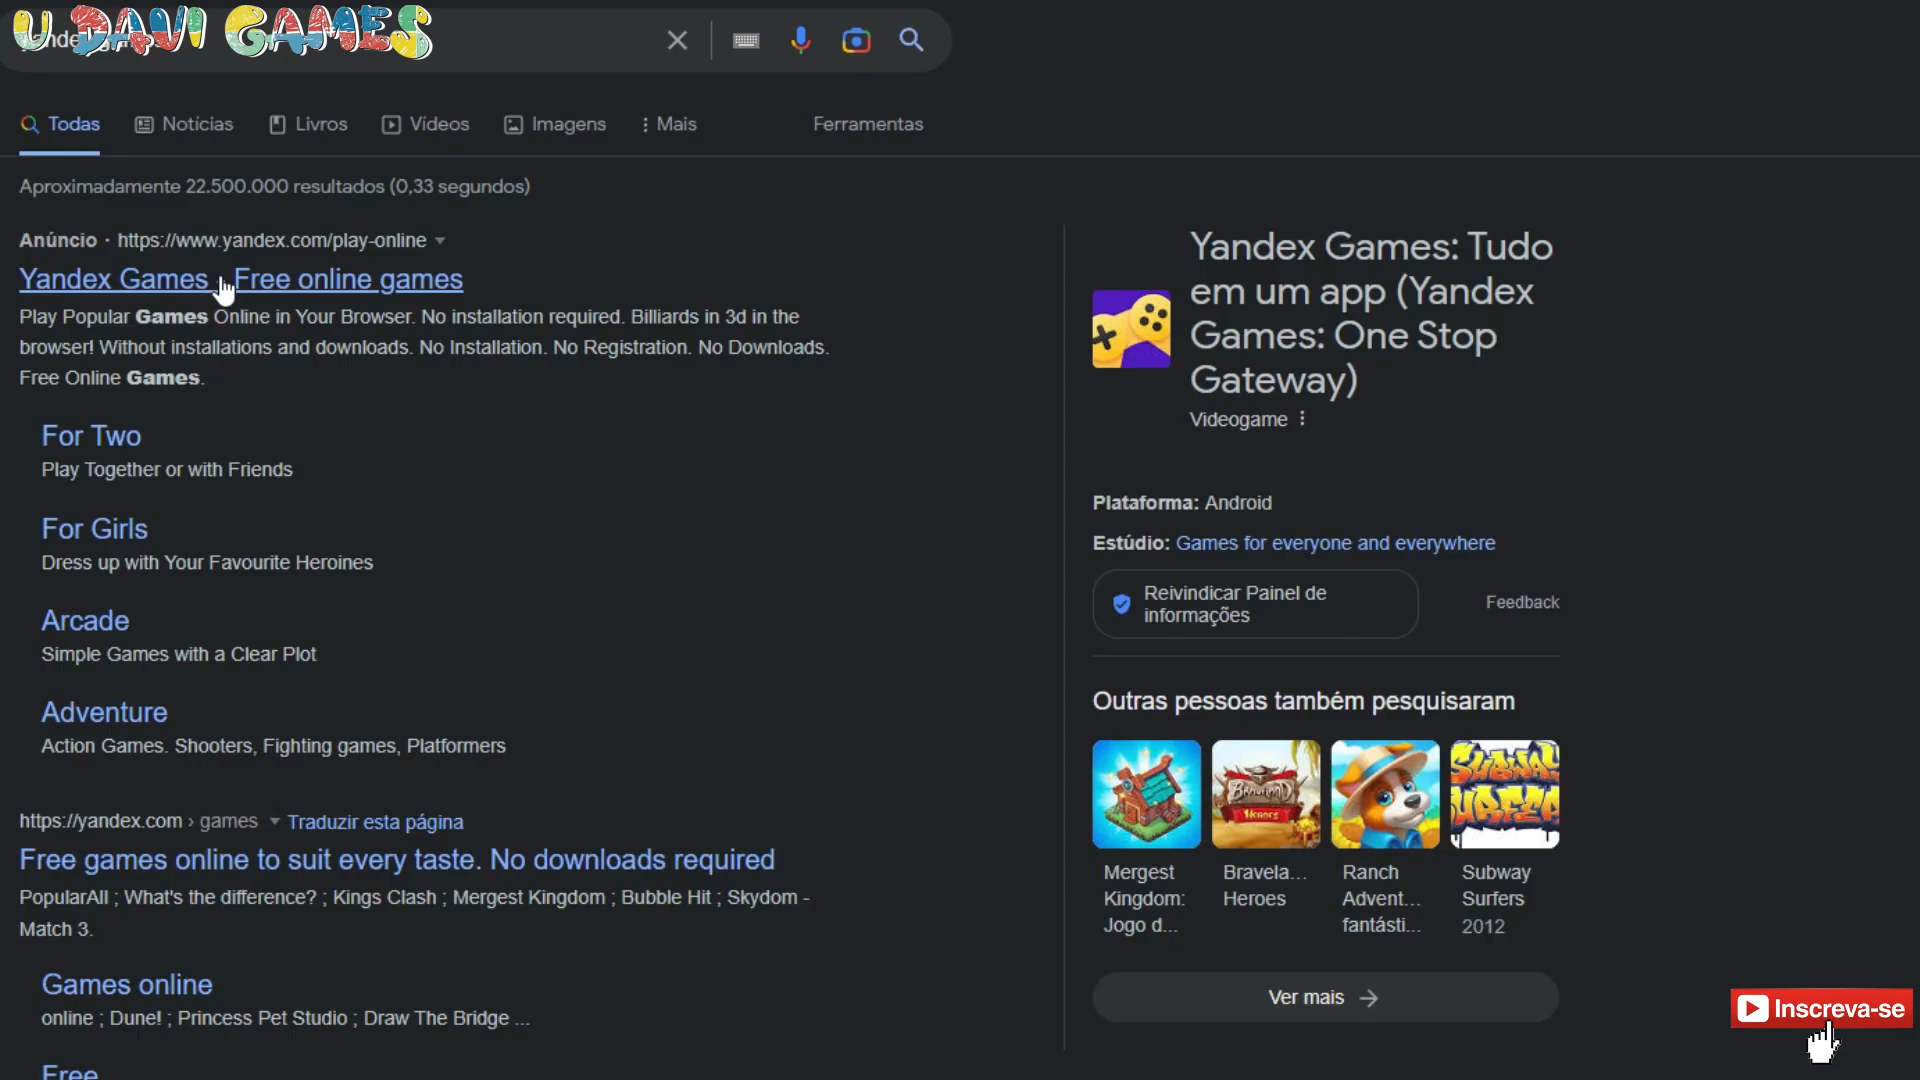 U DAVI GAMES
Todas
Notícias
Livros
Vídeos
Imagens
Mais
Ferramentas
Aproximadamente 22.500.000 resultados (0,33 segundos)
Anúncio · https://www.yandex.com/play-online
Yandex Games - Free online games
Play Popular Games Online in Your Browser. No installation required. Billiards in 3d in the
browser! Without installations and downloads. No Installation. No Registration. No Downloads.
Free Online Games.
For Two
Play Together or with Friends
For Girls
Dress up with Your Favourite Heroines
Arcade
Simple Games with a Clear Plot
Adventure
Action Games. Shooters, Fighting games, Platformers
https://yandex.com › games
Traduzir esta página
Free games online to suit every taste. No downloads required
PopularAll ; What's the difference? ; Kings Clash ; Mergest Kingdom ; Bubble Hit ; Skydom -
Match 3.
Games online
online ; Dune! ; Princess Pet Studio ; Draw The Bridge ...
Free
Yandex Games: Tudo
em um app (Yandex
Games: One Stop
Gateway)
Videogame
Plataforma: Android
Estúdio: Games for everyone and everywhere
Reivindicar Painel de
informações
Feedback
Outras pessoas também pesquisaram
BRAVELAND
HEROES
SUBWAY
SURFERS
Mergest
Kingdom:
Jogo d...
Bravela...
Heroes
Ranch
Advent...
fantásti...
Subway
Surfers
2012
Ver mais
Inscreva-se